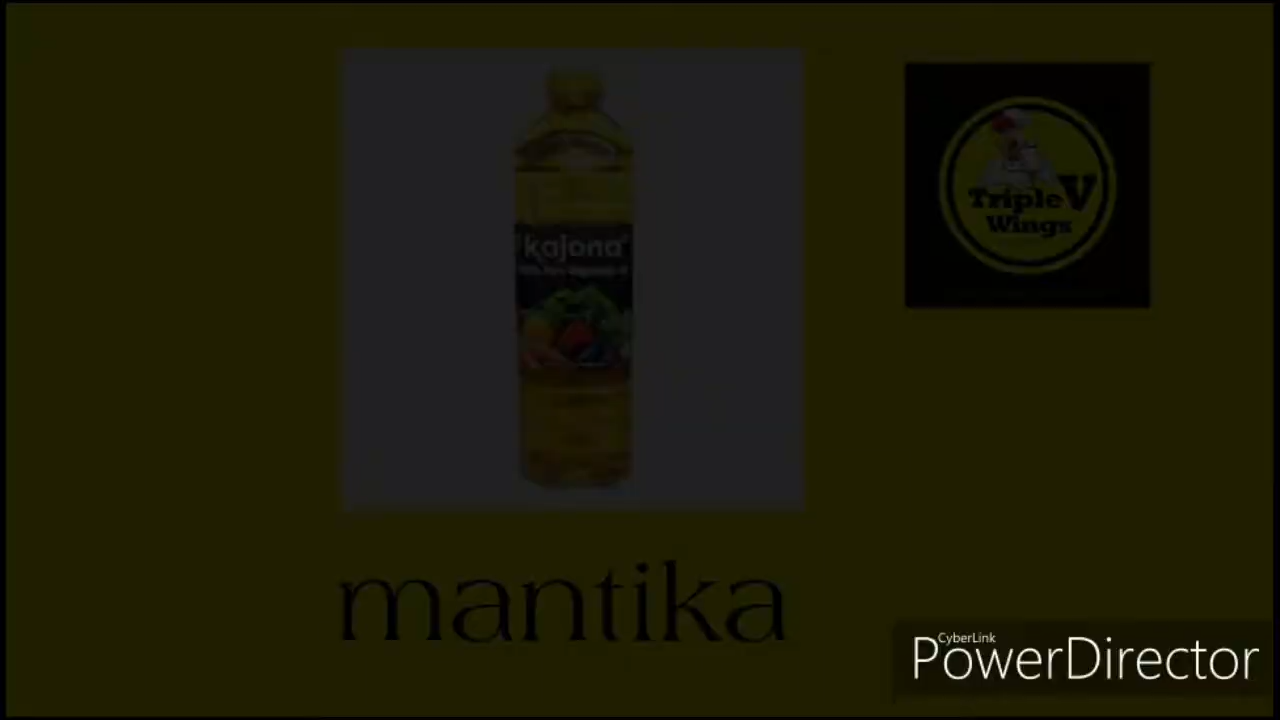 kajona
Triple V
Wings
mantika
CyberLink
PowerDirector